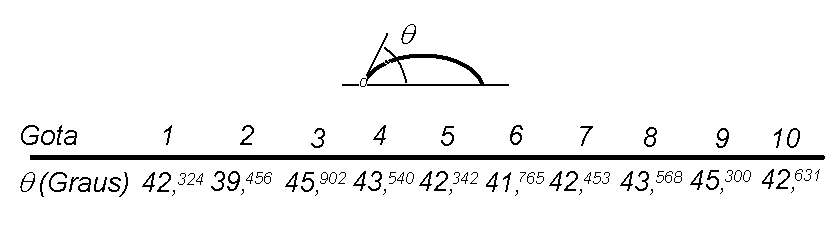 θ
Gota 1 2 3 4 5 6 7 8 9 10
θ (Graus) 42,324 39,456 45,902 43,540 42,342 41,765 42,453 43,568 45,300 42,631